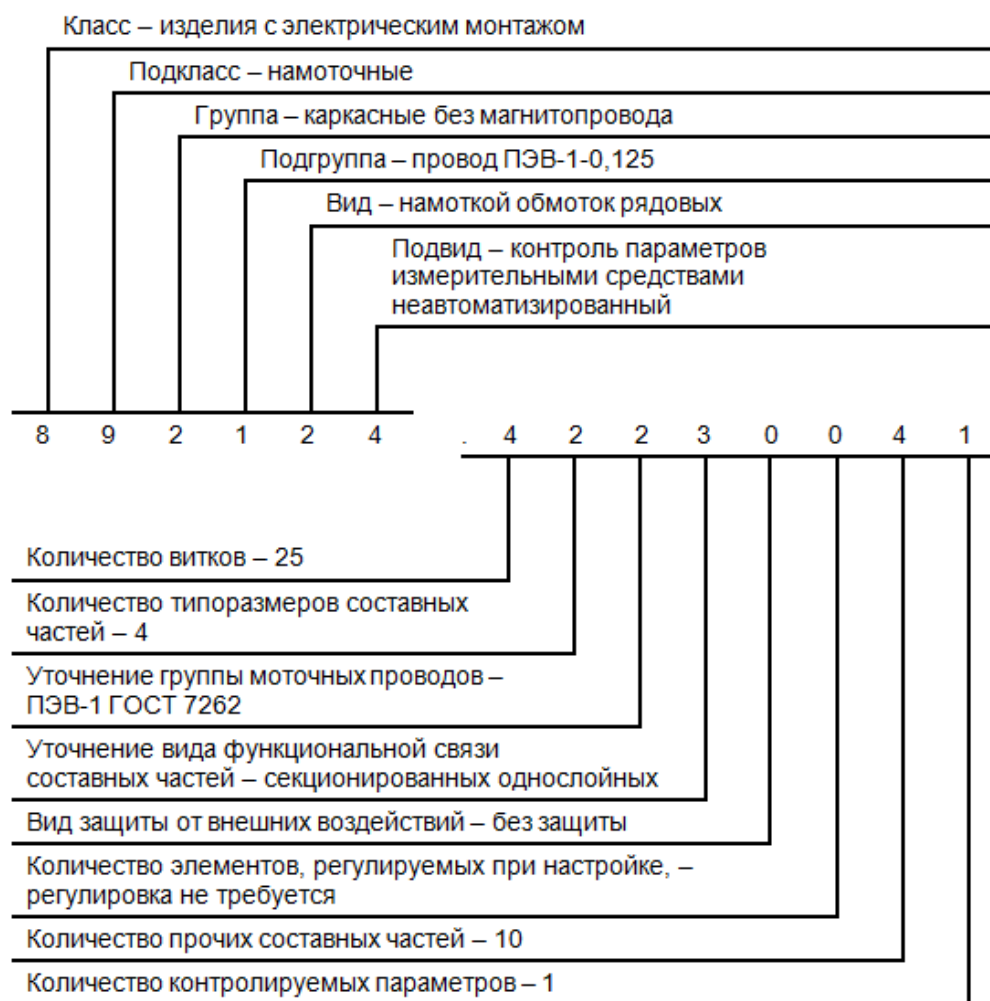 Класс – изделия с электрическим монтажом
Подкласс – намоточные
Группа – каркасные без магнитопровода
Подгруппа – провод ПЭВ-1-0,125
Вид – намоткой обмоток рядовых
Подвид – контроль параметров
измерительными средствами
неавтоматизированный
8 9 2 1 2 4 . 4 2 2 3 0 0 4 1
Количество витков – 25
Количество типоразмеров составных
частей – 4
Уточнение группы моточных проводов –
ПЭВ-1 ГОСТ 7262
Уточнение вида функциональной связи
составных частей – секционированных однослойных
Вид защиты от внешних воздействий – без защиты
Количество элементов, регулируемых при настройке, –
регулировка не требуется
Количество прочих составных частей – 10
Количество контролируемых параметров – 1